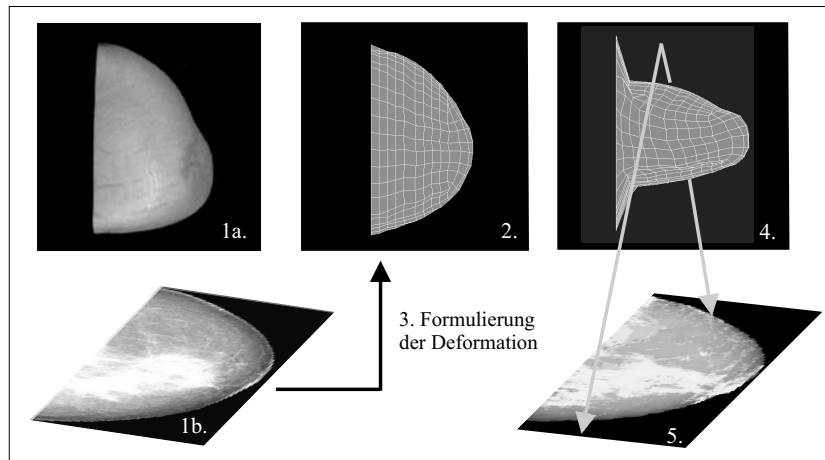 1a.
2.
4.
3. Formulierung
der Deformation
1b.
5.